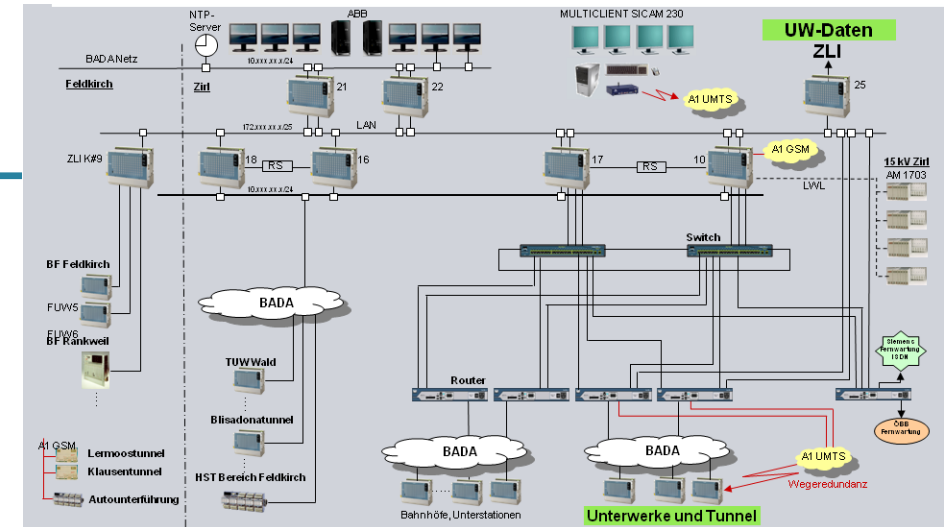 NTP-
Server
ABB
MULTICLIENT SICAM 230
UW-Daten
ZLI
BADA Netz
10.xxx.xx.x/24
Feldkirch
Zirl
21
22
25
A1 UMTS
172.xxx.xx.x/25
LAN
ZLI K#9
18
RS
16
17
RS
10
A1 GSM
15 kV Zirl
AM 1703
10.xxx.xx.x/24
LWL
Switch
BF Feldkirch
FUW5
FUW6
BF Rankweil
BADA
TUW Wald
Blisadonatunnel
HST Bereich Feldkirch
Router
Siemens
Fernwartung
ISDN
ÖBB
Fernwartung
A1 GSM
Lermoostunnel
Klausentunnel
Autounterführung
BADA
BADA
A1 UMTS
Wegeredundanz
Bahnhöfe, Unterstationen
Unterwerke und Tunnel